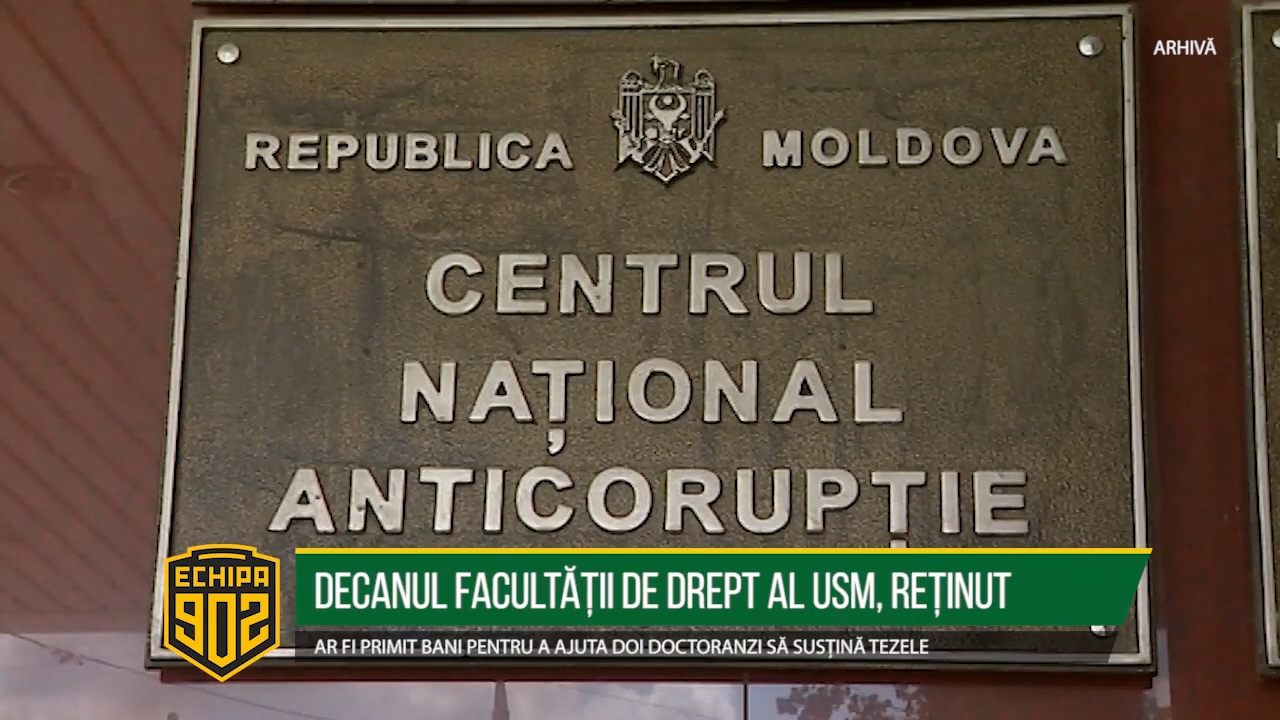 ARHIVĂ
REPUBLICA MOLDOVA
CENTRUL
NAȚIONAL
ANTICORUPȚIE
ECHIPA
902
DECANUL FACULTĂȚII DE DREPT AL USM, REȚINUT
AR FI PRIMIT BANI PENTRU A AJUTA DOI DOCTORANZI SĂ SUSȚINĂ TEZELE